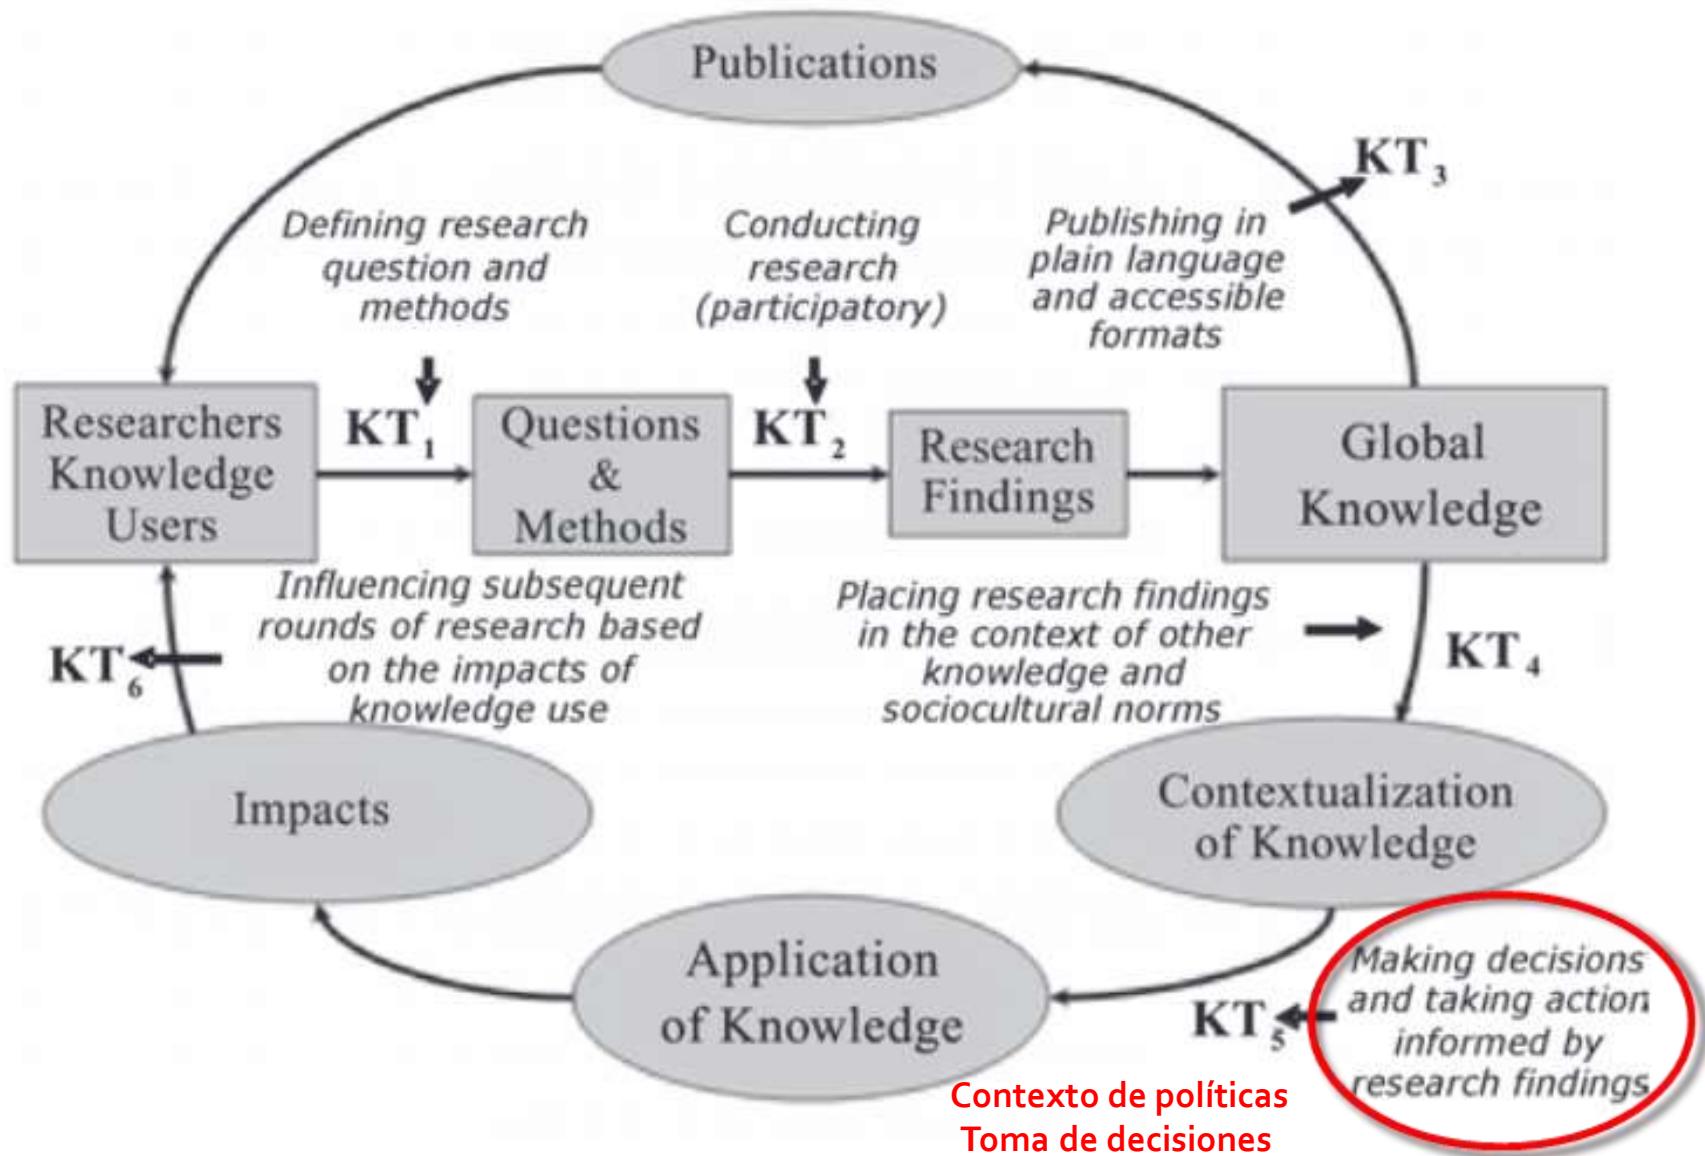 Publications
KT3
Defining research
question and
methods
Conducting
research
(participatory)
Publishing in
plain language
and accessible
formats
Researchers
Knowledge
Users
KT1
Questions
&
Methods
KT2
Research
Findings
Global
Knowledge
Influencing subsequent
rounds of research based
on the impacts of
knowledge use
KT6
Placing research findings
in the context of other
knowledge and
sociocultural norms
KT4
Impacts
Contextualization
of Knowledge
Application
of Knowledge
KT5
Making decisions
and taking action
informed by
research findings
Contexto de políticas
Toma de decisiones